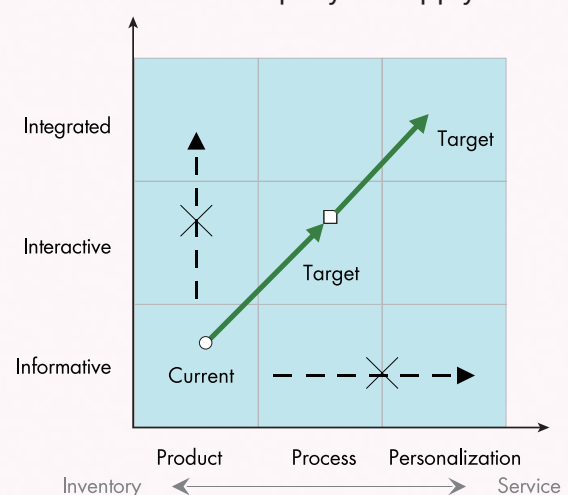 Integrated
Target
Interactive
Target
Informative
Current
Product Process Personalization
Inventory Service